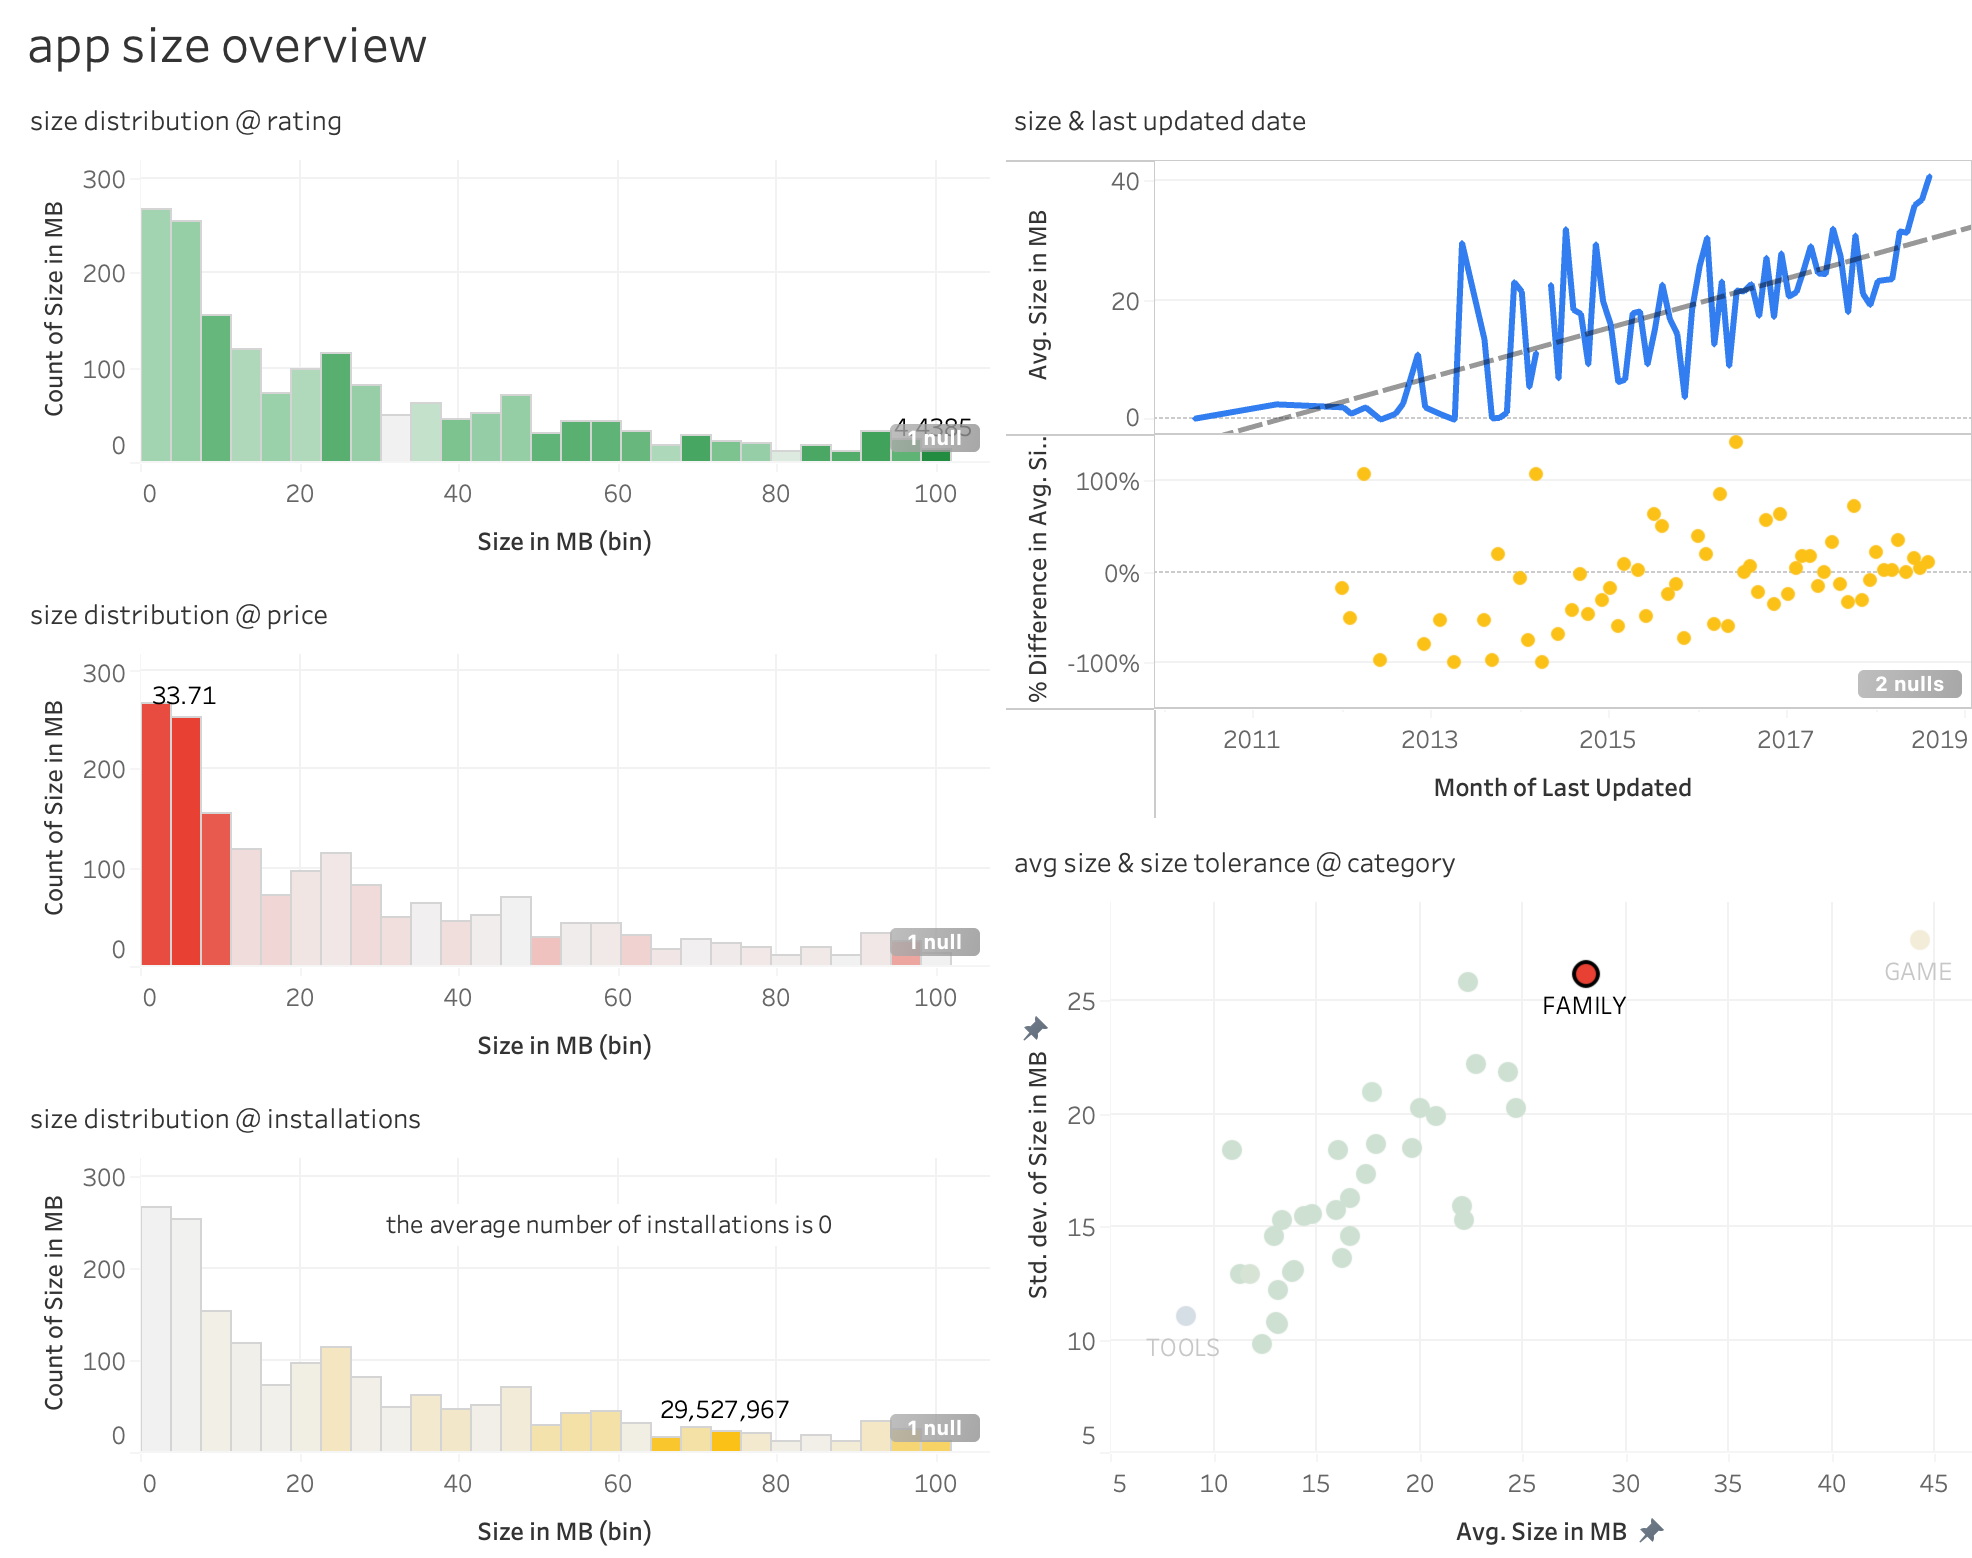 app size overview
size distribution @ rating
Count of Size in MB
300
200
100
0
4.4385
1 null
0 20 40 60 80 100
Size in MB (bin)
size distribution @ price
Count of Size in MB
300
200
100
0
33.71
1 null
0 20 40 60 80 100
Size in MB (bin)
size distribution @ installations
Count of Size in MB
300
200
100
0
the average number of installations is 0
29,527,967
1 null
0 20 40 60 80 100
Size in MB (bin)
size & last updated date
Avg. Size in MB
40
20
0
% Difference in Avg. Si..
100%
0%
-100%
2 nulls
2011 2013 2015 2017 2019
Month of Last Updated
avg size & size tolerance @ category
Std. dev. of Size in MB
25
20
15
10
5
GAME
FAMILY
TOOLS
5 10 15 20 25 30 35 40 45
Avg. Size in MB